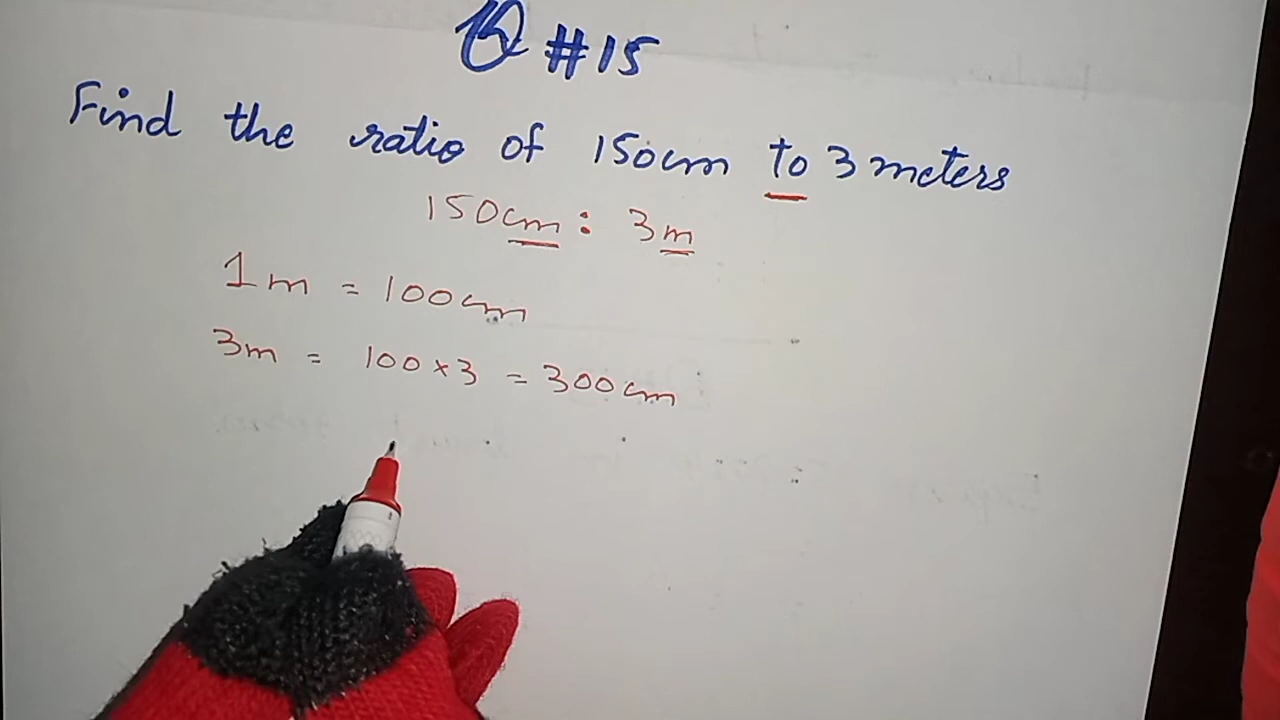 Q #15
Find the ratio of 150cm to 3 meters
150cm : 3m
1m = 100cm
3m = 100 × 3 = 300cm